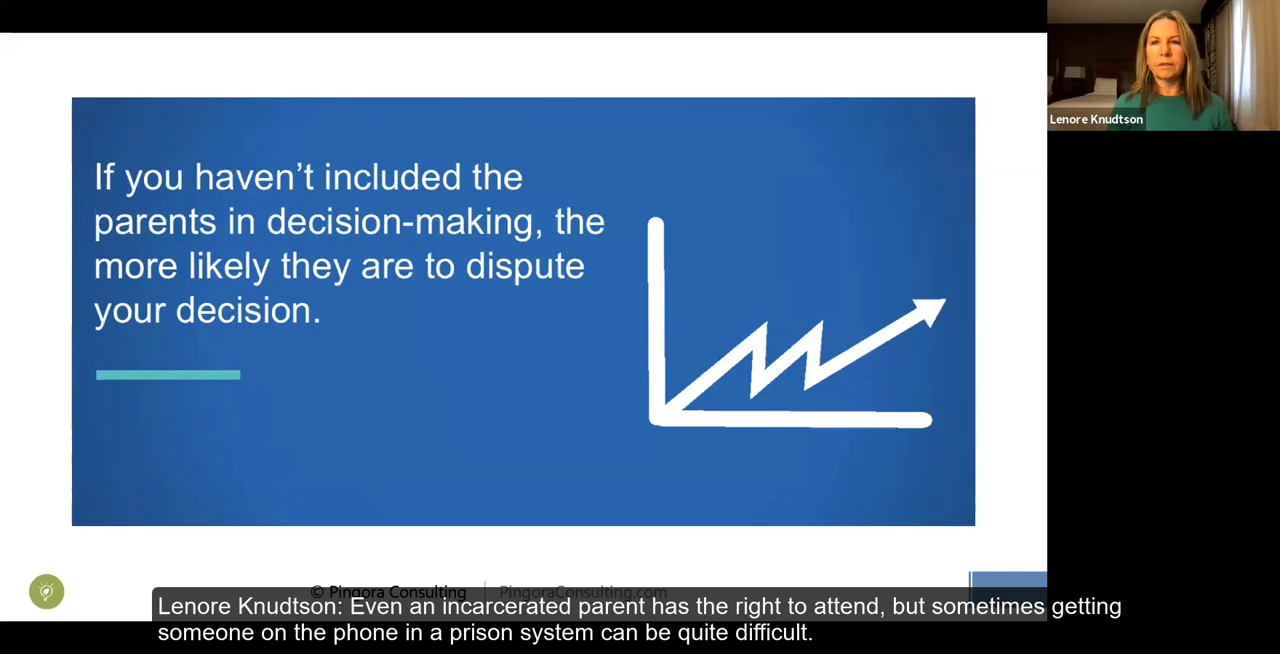 If you haven’t included the
parents in decision-making, the
more likely they are to dispute
your decision.
Lenore Knudtson
© Pingora Consulting | PingoraConsulting.com
Lenore Knudtson: Even an incarcerated parent has the right to attend, but sometimes getting
someone on the phone in a prison system can be quite difficult.